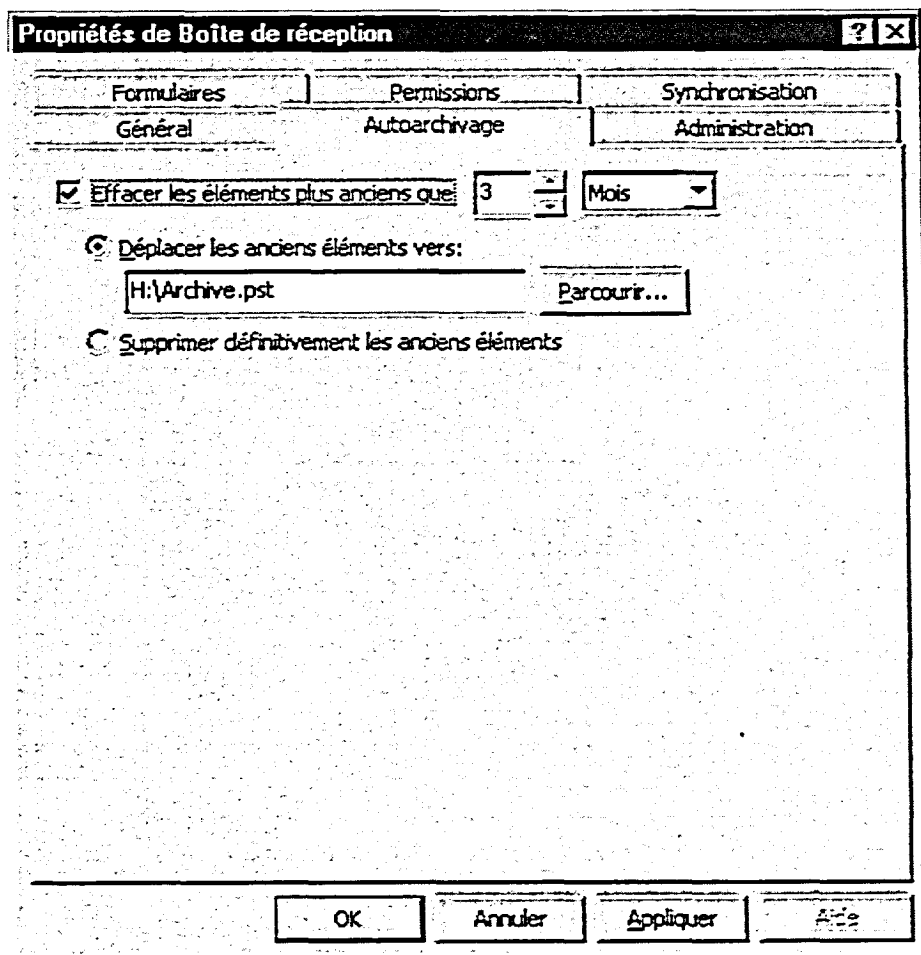 Propriétés de Boîte de réception
Formulaires Permissions Synchronisation
Général Autoarchivage Administration
Effacer les éléments plus anciens que 3 Mois
Déplacer les anciens éléments vers:
H:\Archive.pst Parcourir...
Supprimer définitivement les anciens éléments
OK Annuler Appliquer Aide